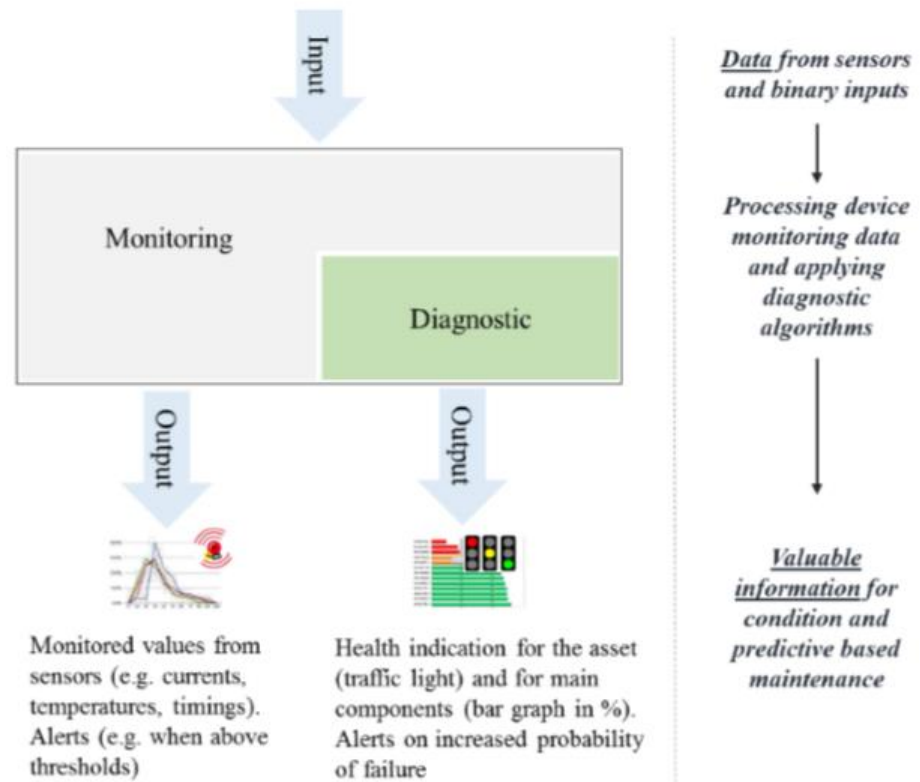 Input
Data from sensors
and binary inputs
Monitoring
Diagnostic
Processing device
monitoring data
and applying
diagnostic
algorithms
Output
Output
Monitored values from
sensors (e.g. currents,
temperatures, timings).
Alerts (e.g. when above
thresholds)
Health indication for the asset
(traffic light) and for main
components (bar graph in %).
Alerts on increased probability
of failure
Valuable
information for
condition and
predictive based
maintenance